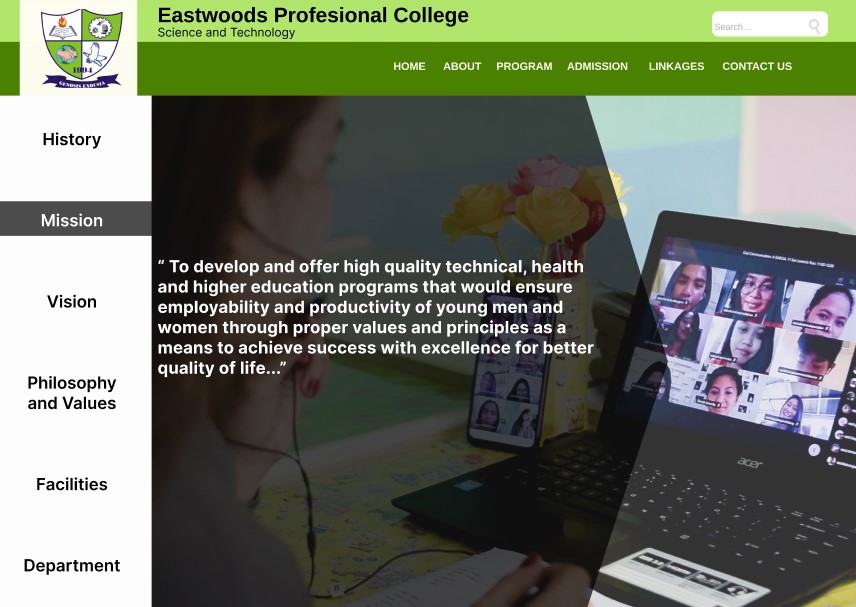 Eastwoods Profesional College
Science and Technology
Search...
HOME ABOUT PROGRAM ADMISSION LINKAGES CONTACT US
1994
GENOSIS EXOUSIA
History
Mission
Vision
Philosophy
and Values
Facilities
Department
“ To develop and offer high quality technical, health
and higher education programs that would ensure
employability and productivity of young men and
women through proper values and principles as a
means to achieve success with excellence for better
quality of life...”
acer